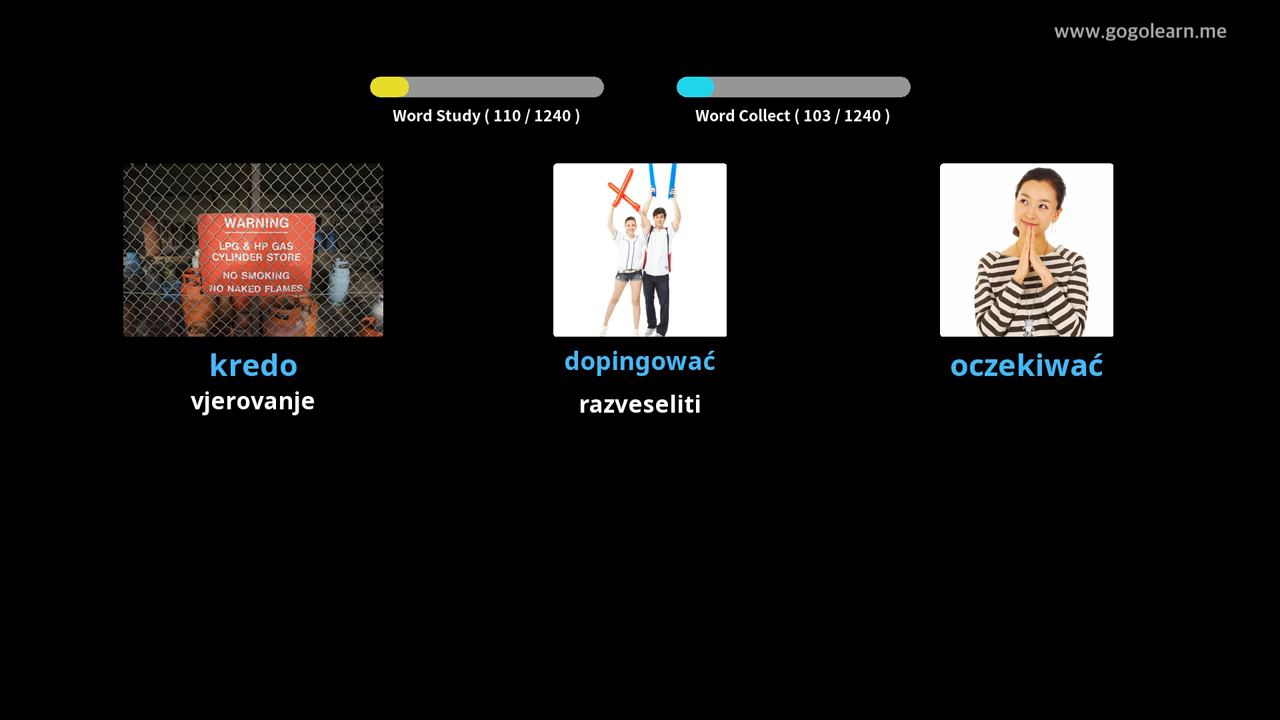 www.gogolearn.me
Word Study ( 110 / 1240 )
Word Collect ( 103 / 1240 )
WARNING
LPG & HP GAS
CYLINDER STORE
NO SMOKING
NO NAKED FLAMES
kredo
dopingować
oczekiwać
vjerovanje
razveseliti